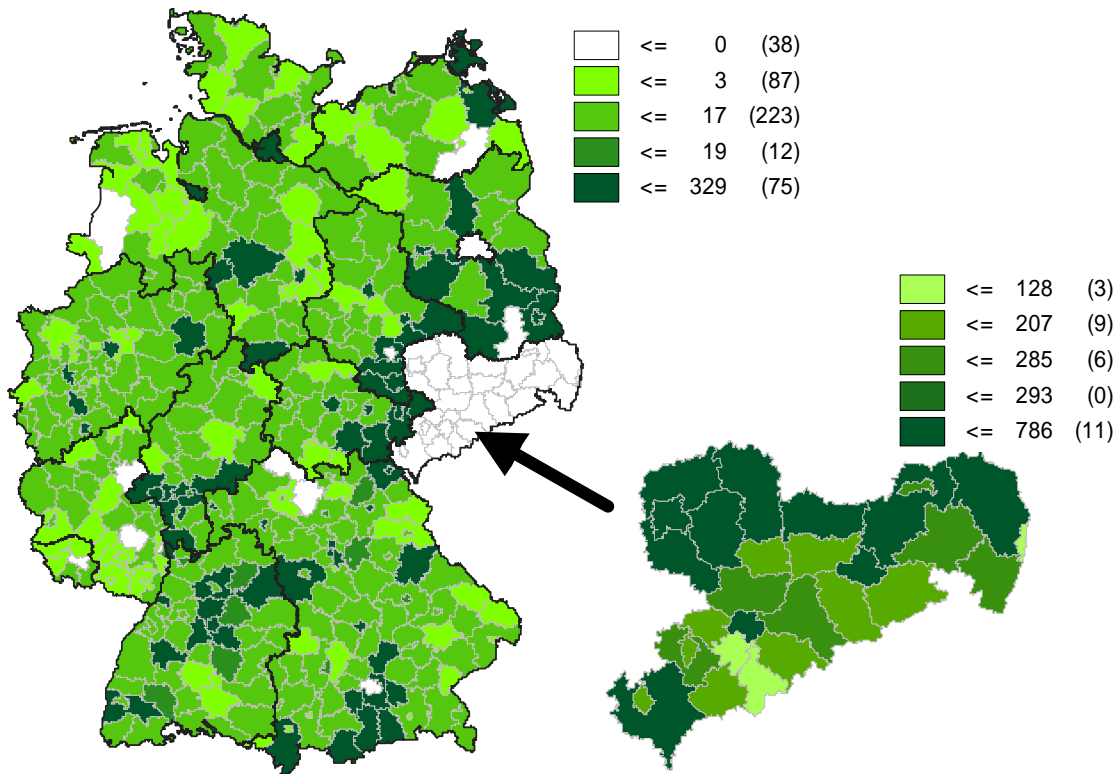 <= 0 (38)
<= 3 (87)
<= 17 (223)
<= 19 (12)
<= 329 (75)
<= 128 (3)
<= 207 (9)
<= 285 (6)
<= 293 (0)
<= 786 (11)